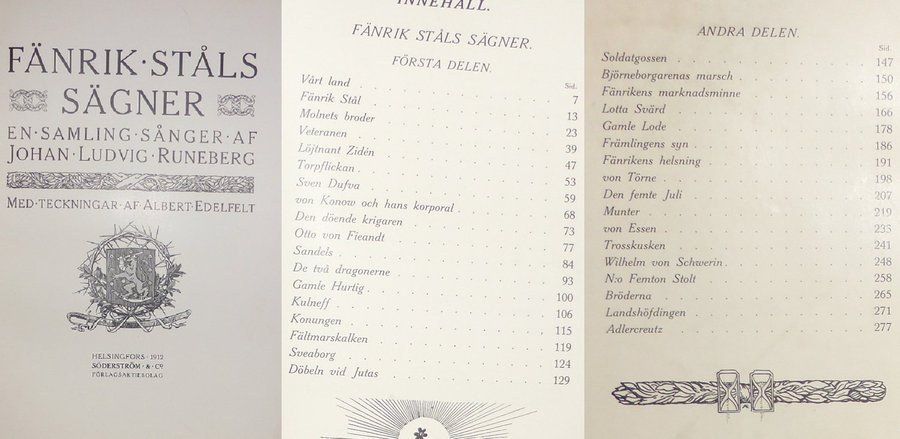 FÄNRIK·STÅLS
SÄGNER
EN·SAMLING·SÅNGER·AF
JOHAN·LUDVIG·RUNEBERG
MED·TECKNINGAR·AF·ALBERT·EDELFELT
HELSINGFORS·1912
SÖDERSTRÖM·&·Cº
FÖRLAGSAKTIEBOLAG
INNEHÅLL.
FÄNRIK STÅLS SÄGNER.
FÖRSTA DELEN.
Sid.
Vårt land 7
Fänrik Stål 13
Molnets broder 23
Veteranen 39
Löjtnant Zidén 47
Torpflickan 53
Sven Dufva 59
von Konow och hans korporal 68
Den döende krigaren 73
Otto von Fieandt 77
Sandels 84
De två dragonerne 93
Gamle Hurtig 100
Kulneff 106
Konungen 115
Fältmarskalken 119
Sveaborg 124
Döbeln vid Jutas 129
ANDRA DELEN.
Sid.
Soldatgossen 147
Björneborgarenas marsch 150
Fänrikens marknadsminne 156
Lotta Svärd 166
Gamle Lode 178
Främlingens syn 186
Fänrikens helsning 191
von Törne 198
Den femte Juli 207
Munter 219
von Essen 235
Trosskusken 241
Wilhelm von Schwerin 248
N:o Femton Stolt 258
Bröderna 265
Landshöfdingen 271
Adlercreutz 277